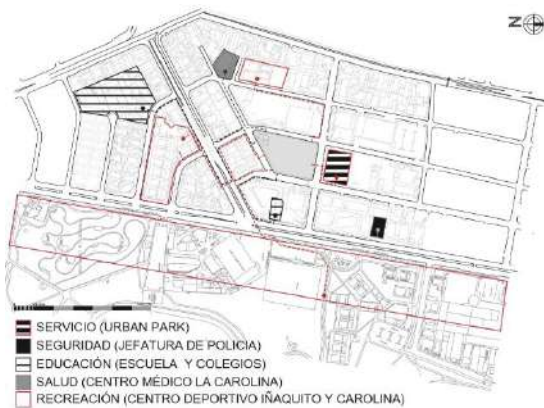 N
SERVICIO (URBAN PARK)
SEGURIDAD (JEFATURA DE POLICIA)
EDUCACIÓN (ESCUELA Y COLEGIOS)
SALUD (CENTRO MÉDICO LA CAROLINA)
RECREACIÓN (CENTRO DEPORTIVO IÑAQUITO Y CAROLINA)